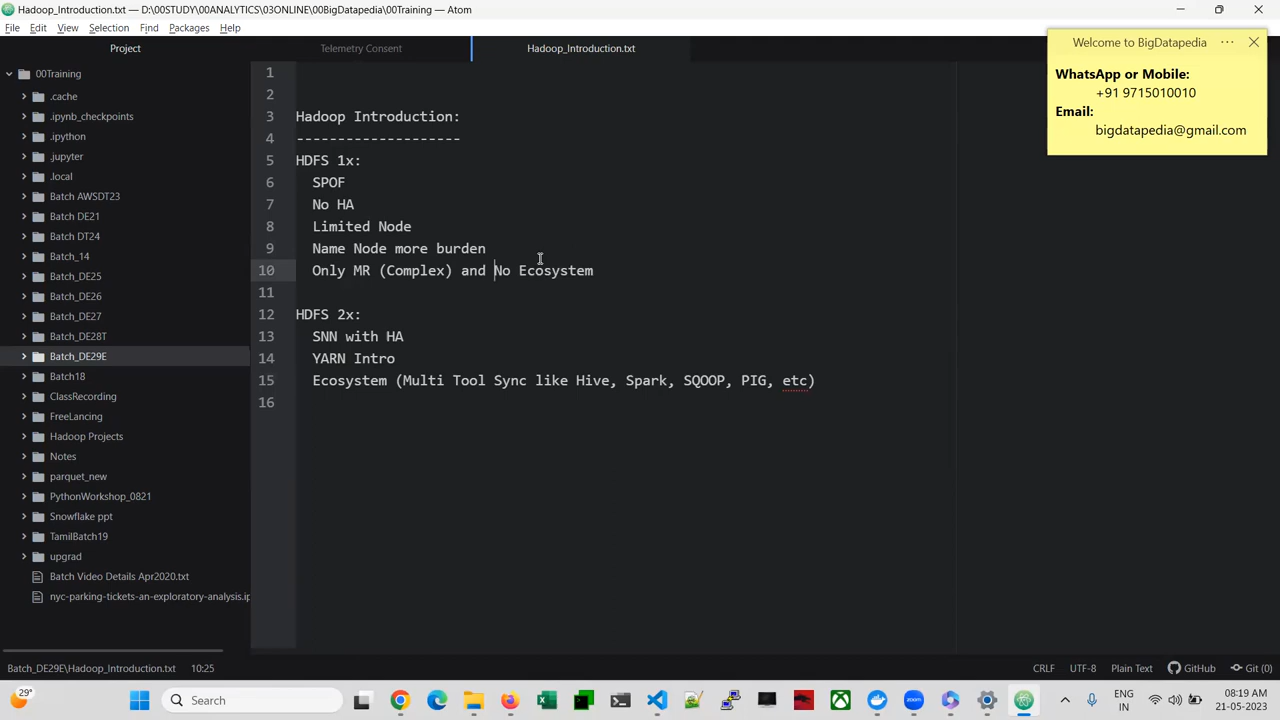 Hadoop_Introduction.txt — D:\00STUDY\00ANALYTICS\03ONLINE\00BigDatapedia\00Training — Atom
File Edit View Selection Find Packages Help
Project
Telemetry Consent
Hadoop_Introduction.txt
00Training
.cache
.ipynb_checkpoints
.ipython
.jupyter
.local
Batch AWSDT23
Batch DE21
Batch DT24
Batch_14
Batch_DE25
Batch_DE26
Batch_DE27
Batch_DE28T
Batch_DE29E
Batch18
ClassRecording
FreeLancing
Hadoop Projects
Notes
parquet_new
PythonWorkshop_0821
Snowflake ppt
TamilBatch19
upgrad
Batch Video Details Apr2020.txt
nyc-parking-tickets-an-exploratory-analysis.ip
1
2
3 Hadoop Introduction:
4 --------------------
5 HDFS 1x:
6 SPOF
7 No HA
8 Limited Node
9 Name Node more burden
10 Only MR (Complex) and No Ecosystem
11
12 HDFS 2x:
13 SNN with HA
14 YARN Intro
15 Ecosystem (Multi Tool Sync like Hive, Spark, SQOOP, PIG, etc)
16
Welcome to BigDatapedia
WhatsApp or Mobile:
+91 9715010010
Email:
bigdatapedia@gmail.com
Batch_DE29E\Hadoop_Introduction.txt 10:25
CRLF UTF-8 Plain Text GitHub Git (0)
29°
Search
zoom
ENG
IN
08:19 AM
21-05-2023